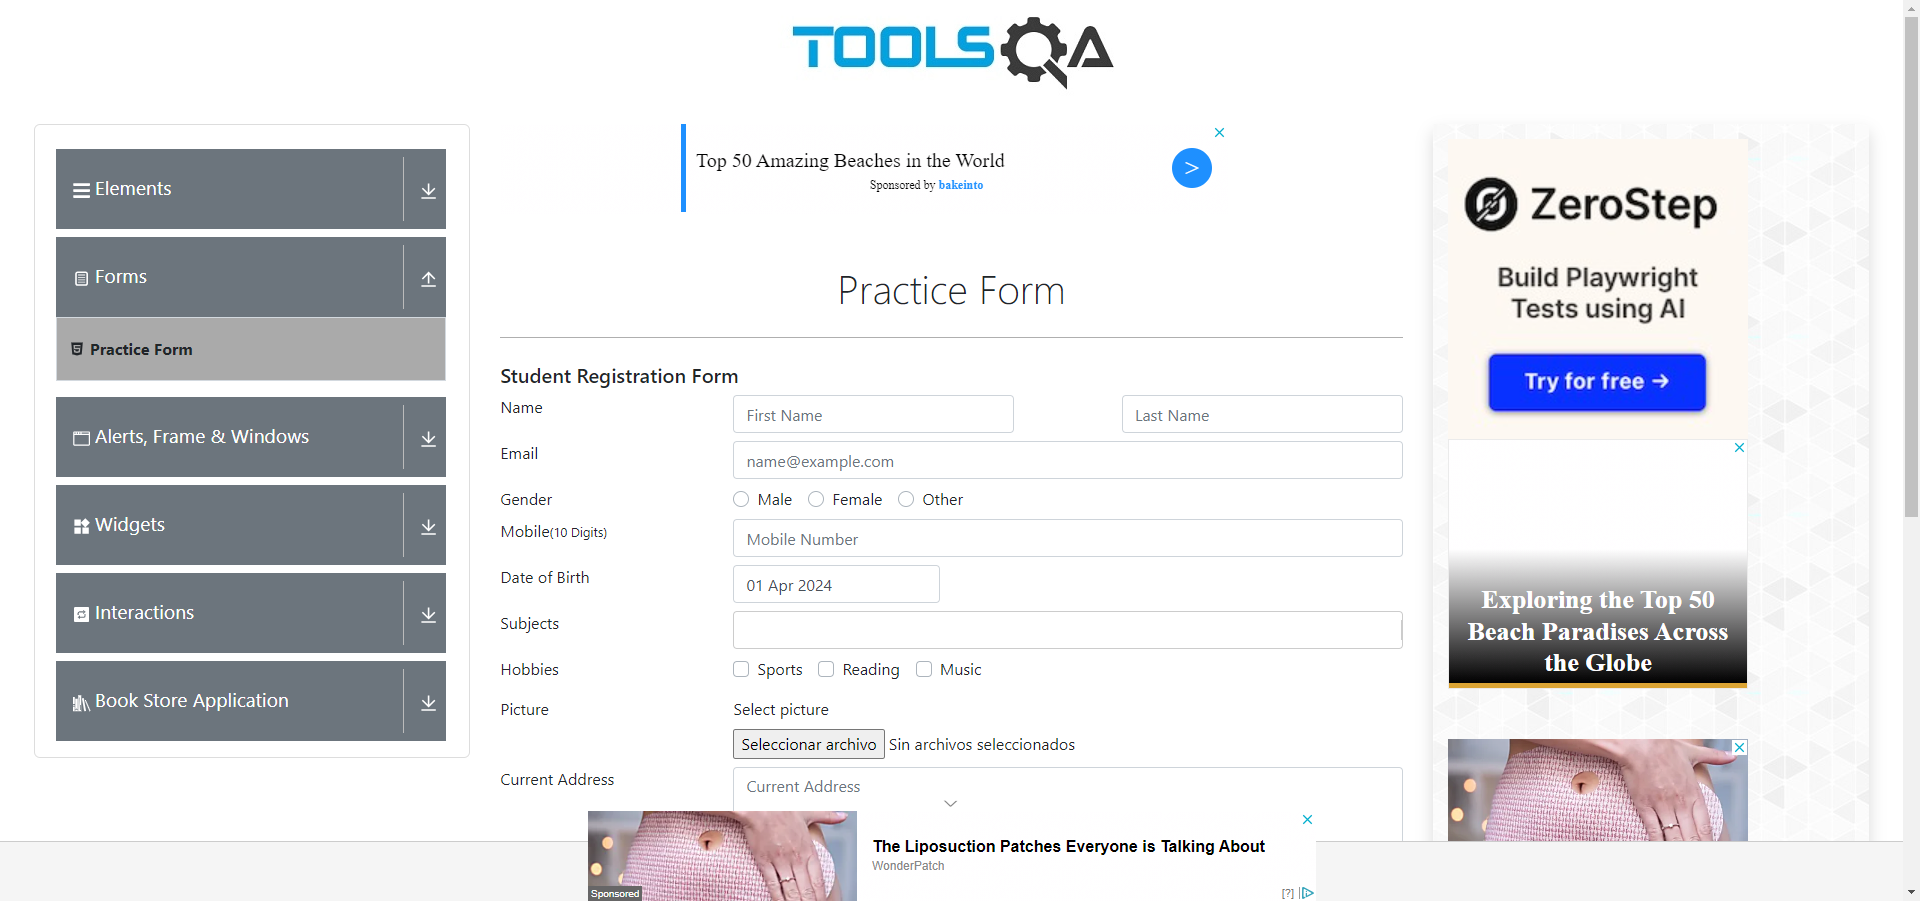 TOOLSQA
Elements
Forms
Practice Form
Alerts, Frame & Windows
Widgets
Interactions
Book Store Application
Top 50 Amazing Beaches in the World
Sponsored by bakeinto
>
Practice Form
Student Registration Form
Name
First Name
Last Name
Email
name@example.com
Gender
Male
Female
Other
Mobile(10 Digits)
Mobile Number
Date of Birth
01 Apr 2024
Subjects
Hobbies
Sports
Reading
Music
Picture
Select picture
Seleccionar archivo Sin archivos seleccionados
Current Address
Current Address
The Liposuction Patches Everyone is Talking About
WonderPatch
Sponsored
[?]
ZeroStep
Build Playwright
Tests using AI
Try for free →
Exploring the Top 50
Beach Paradises Across
the Globe